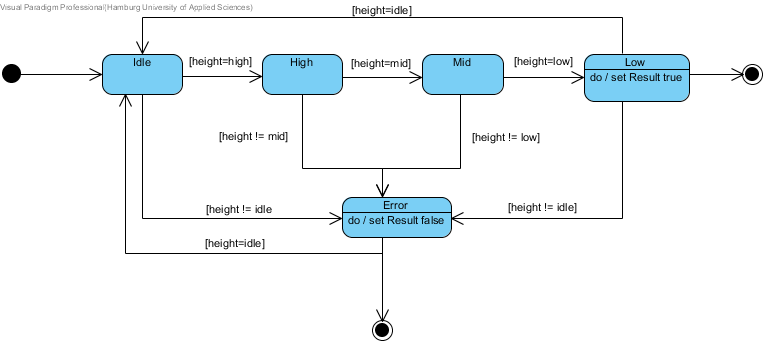 Visual Paradigm Professional(Hamburg University of Applied Sciences)
[height=idle]
Idle
[height=high]
High
[height=mid]
Mid
[height=low]
Low
do / set Result true
[height != mid]
[height != low]
Error
do / set Result false
[height != idle
[height != idle]
[height=idle]